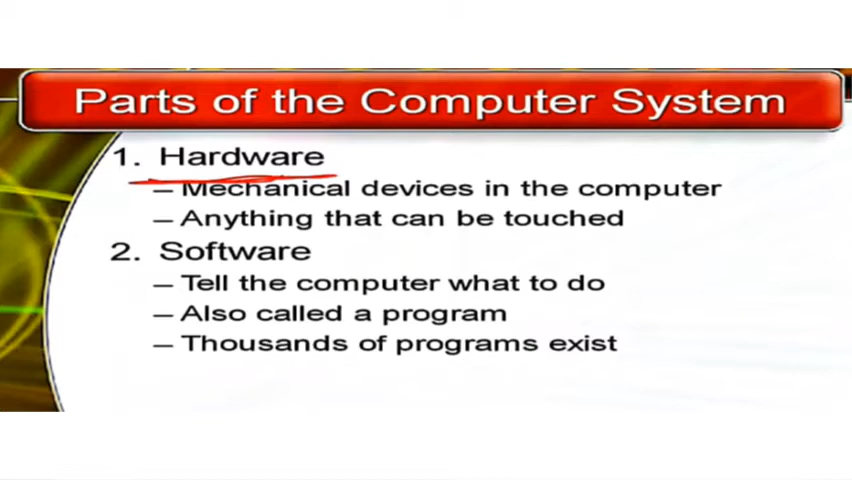 Parts of the Computer System
1. Hardware
– Mechanical devices in the computer
– Anything that can be touched
2. Software
– Tell the computer what to do
– Also called a program
– Thousands of programs exist